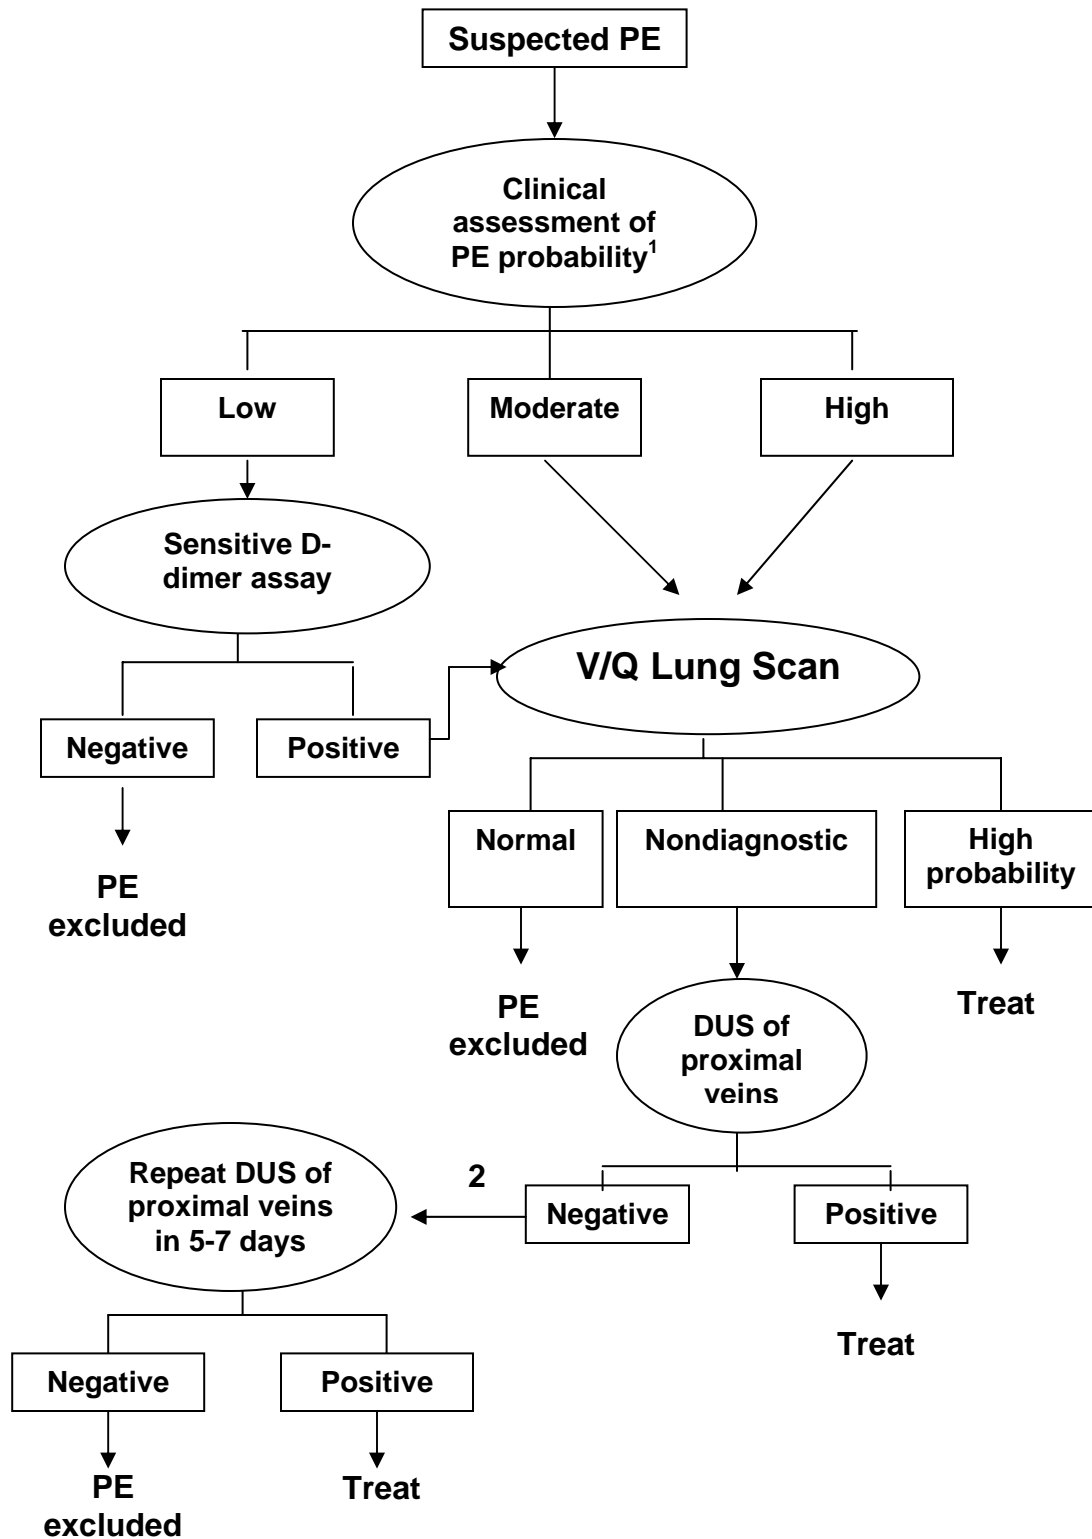 Suspected PE
Clinical
assessment of
PE probability¹
Low
Moderate
High
Sensitive D-
dimer assay
V/Q Lung Scan
Negative
Positive
Normal
Nondiagnostic
High
probability
PE
excluded
PE
excluded
Treat
DUS of
proximal
veins
Repeat DUS of
proximal veins
in 5-7 days
2
Negative
Positive
Treat
Negative
Positive
PE
excluded
Treat